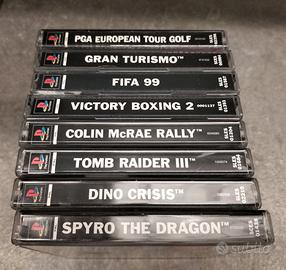 PGA EUROPEAN TOUR GOLF
GRAN TURISMO™
FIFA 99
VICTORY BOXING 2
COLIN McRAE RALLY™
TOMB RAIDER III™
DINO CRISIS™
SPYRO THE DRAGON™
subito